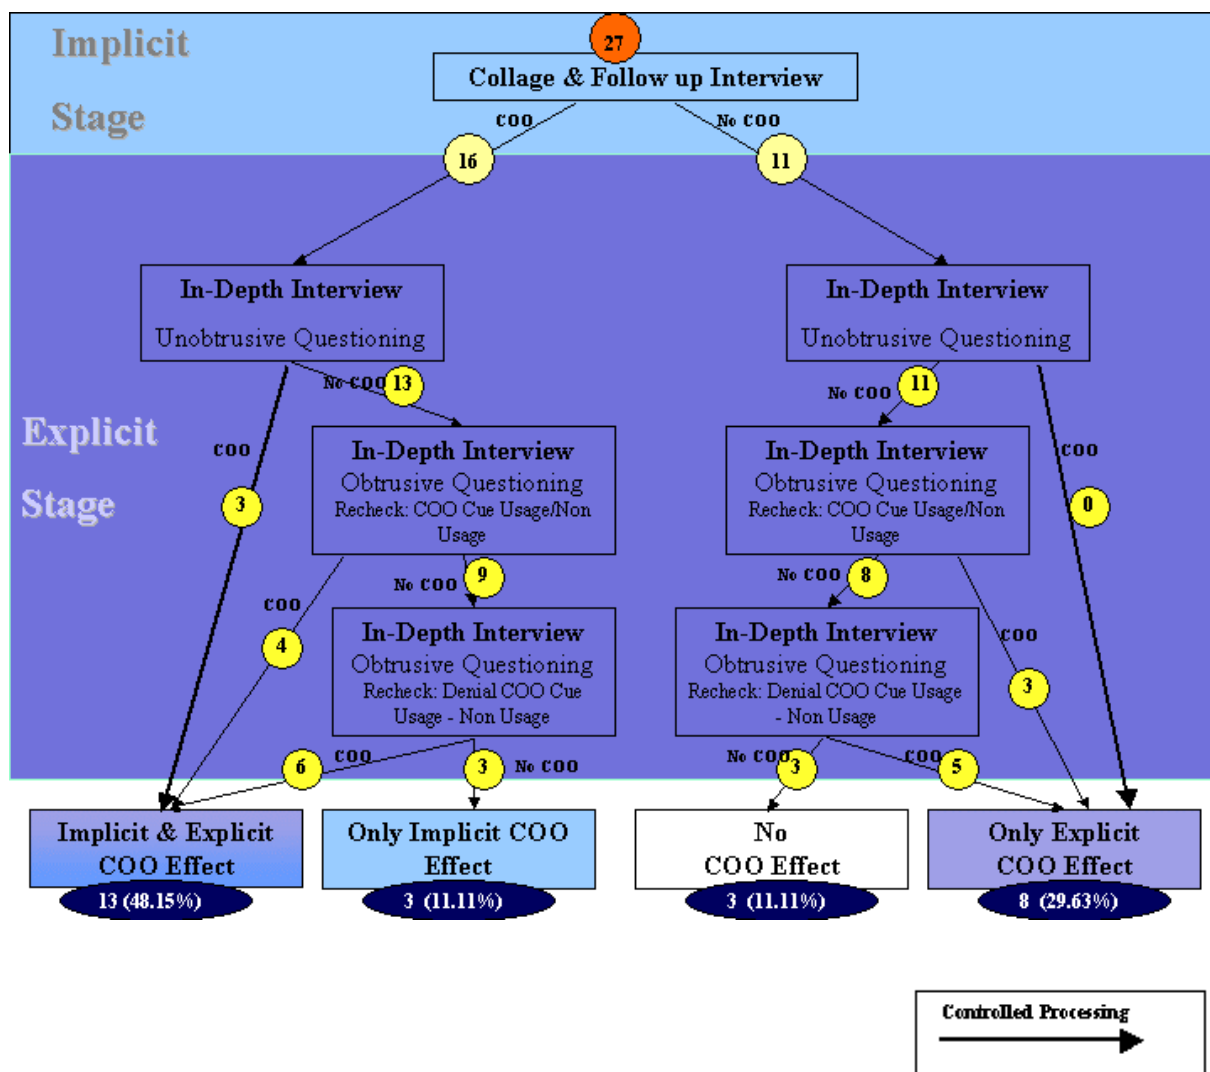 Implicit
Stage
27
Collage & Follow up Interview
COO
No COO
16
11
In-Depth Interview
Unobtrusive Questioning
In-Depth Interview
Unobtrusive Questioning
No COO
13
No COO
11
Explicit
Stage
COO
3
In-Depth Interview
Obtrusive Questioning
Recheck: COO Cue Usage/Non
Usage
In-Depth Interview
Obtrusive Questioning
Recheck: COO Cue Usage/Non
Usage
COO
0
No COO
9
No COO
8
COO
4
In-Depth Interview
Obtrusive Questioning
Recheck: Denial COO Cue
Usage - Non Usage
In-Depth Interview
Obtrusive Questioning
Recheck: Denial COO Cue Usage
- Non Usage
COO
3
6
COO
3
No COO
No COO
3
COO
5
Implicit & Explicit
COO Effect
13 (48.15%)
Only Implicit COO
Effect
3 (11.11%)
No
COO Effect
3 (11.11%)
Only Explicit
COO Effect
8 (29.63%)
Controlled Processing